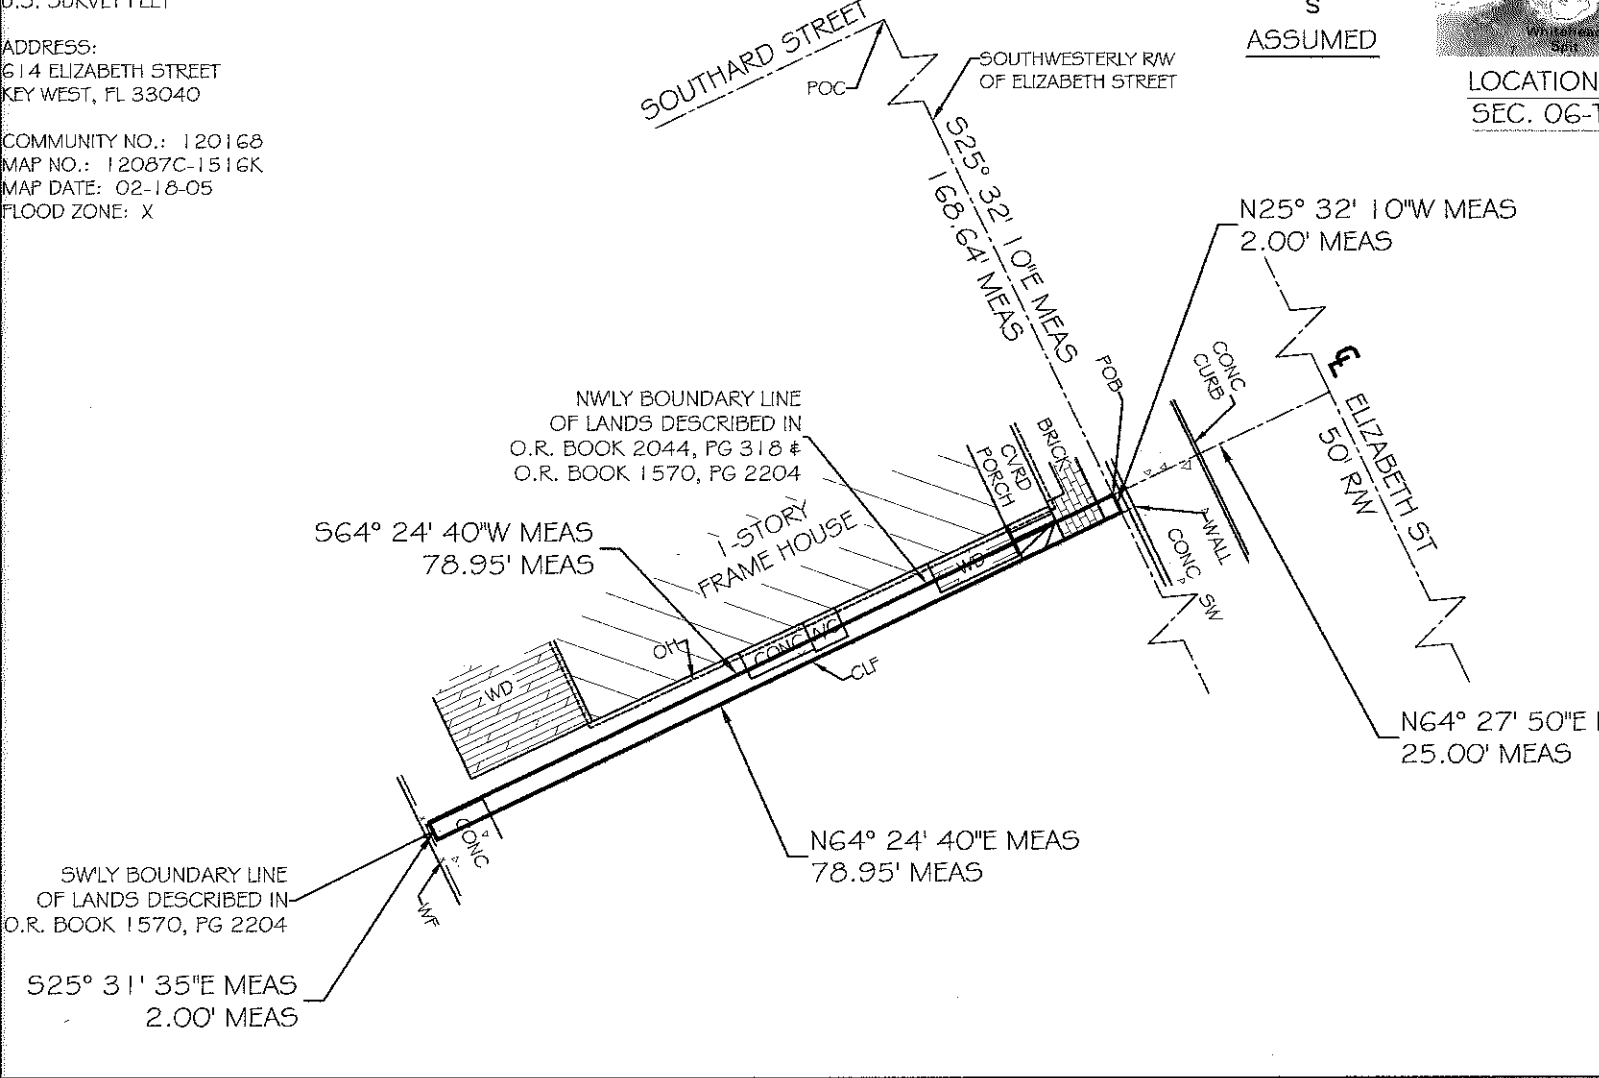 U.S. SURVEY FEET
ADDRESS:
614 ELIZABETH STREET
KEY WEST, FL 33040
COMMUNITY NO.: 120168
MAP NO.: 12087C-1516K
MAP DATE: 02-18-05
FLOOD ZONE: X
SOUTHARD STREET
POC
SOUTHWESTERLY R/W
OF ELIZABETH STREET
S
ASSUMED
Whitehead
Spit
LOCATION
SEC. 06-T
S25° 32' 10"E MEAS
168.64' MEAS
N25° 32' 10"W MEAS
2.00' MEAS
POB
CONC
CURB
℄ ELIZABETH ST
50' R/W
NW'LY BOUNDARY LINE
OF LANDS DESCRIBED IN
O.R. BOOK 2044, PG 318 &
O.R. BOOK 1570, PG 2204
BRICK
CVRD
PORCH
1-STORY
FRAME HOUSE
S64° 24' 40"W MEAS
78.95' MEAS
WD
WALL
CONC SW
OH
CONC
A/C
CLF
WD
N64° 27' 50"E
25.00' MEAS
N64° 24' 40"E MEAS
78.95' MEAS
CONC
WF
SW'LY BOUNDARY LINE
OF LANDS DESCRIBED IN
O.R. BOOK 1570, PG 2204
S25° 31' 35"E MEAS
2.00' MEAS